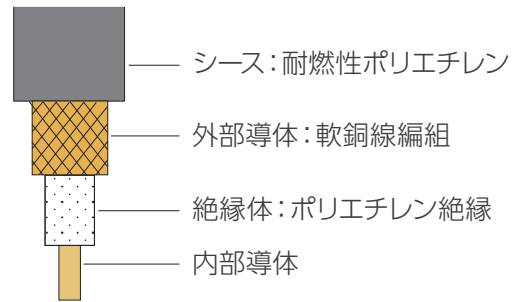 シース：耐燃性ポリエチレン
外部導体：軟銅線編組
絶縁体：ポリエチレン絶縁
内部導体